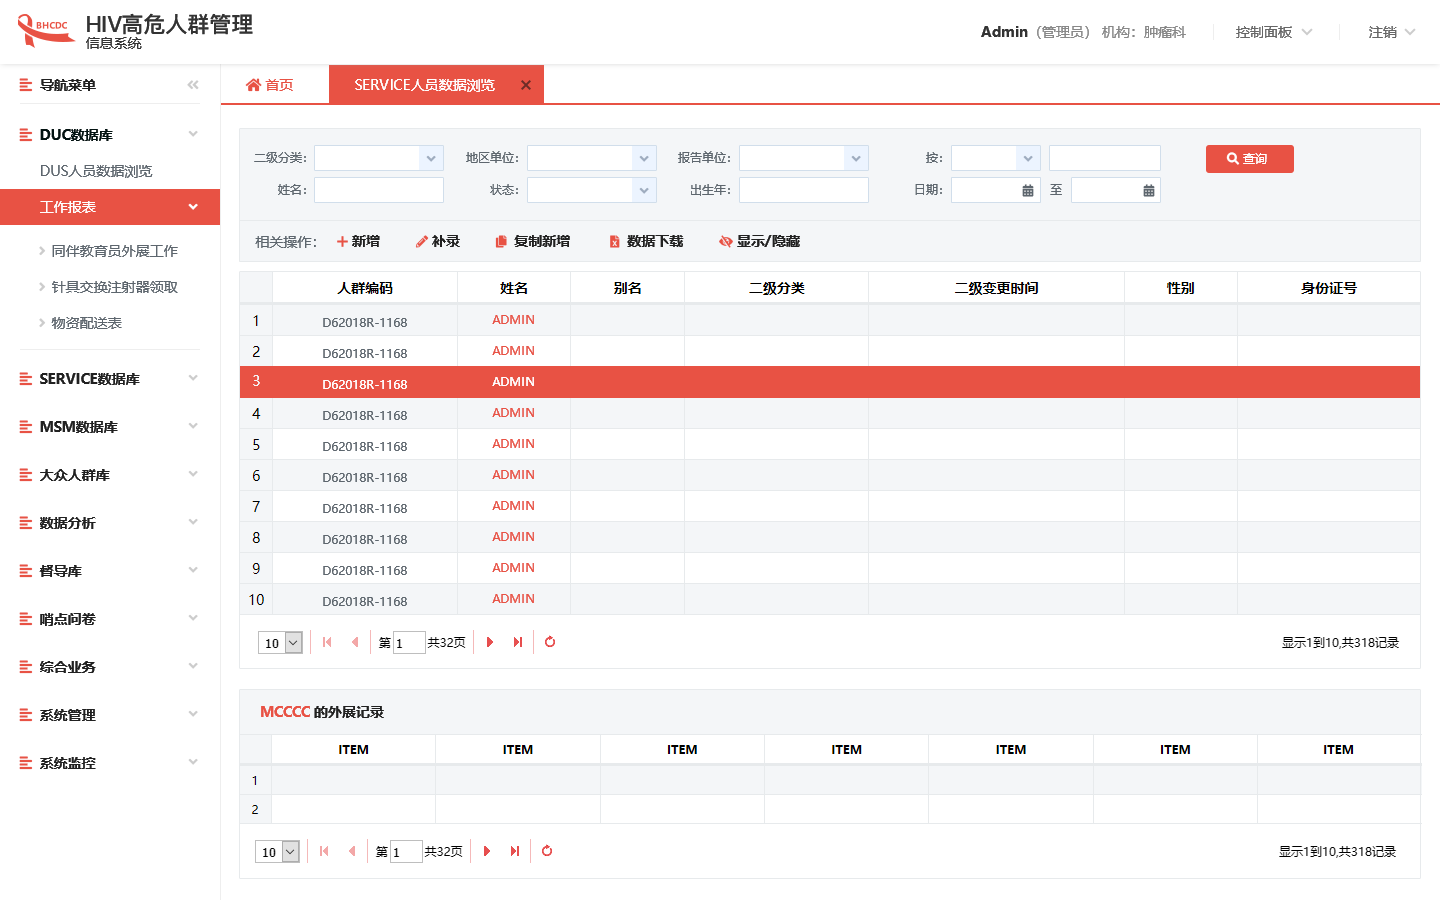 BHCDC
HIV高危人群管理
信息系统
Admin（管理员） 机构：肿瘤科 控制面板 注销
导航菜单
首页 SERVICE人员数据浏览
DUC数据库
DUS人员数据浏览
工作报表
同伴教育员外展工作
针具交换注射器领取
物资配送表
SERVICE数据库
MSM数据库
大众人群库
数据分析
督导库
哨点问卷
综合业务
系统管理
系统监控
二级分类： 地区单位： 报告单位： 按： 查询
姓名： 状态： 出生年： 日期： 至
相关操作： 新增 补录 复制新增 数据下载 显示/隐藏
人群编码 姓名 别名 二级分类 二级变更时间 性别 身份证号
1 D62018R-1168 ADMIN
2 D62018R-1168 ADMIN
3 D62018R-1168 ADMIN
4 D62018R-1168 ADMIN
5 D62018R-1168 ADMIN
6 D62018R-1168 ADMIN
7 D62018R-1168 ADMIN
8 D62018R-1168 ADMIN
9 D62018R-1168 ADMIN
10 D62018R-1168 ADMIN
10 第 1 共32页 显示1到10,共318记录
MCCCC 的外展记录
ITEM ITEM ITEM ITEM ITEM ITEM ITEM
1
2
10 第 1 共32页 显示1到10,共318记录